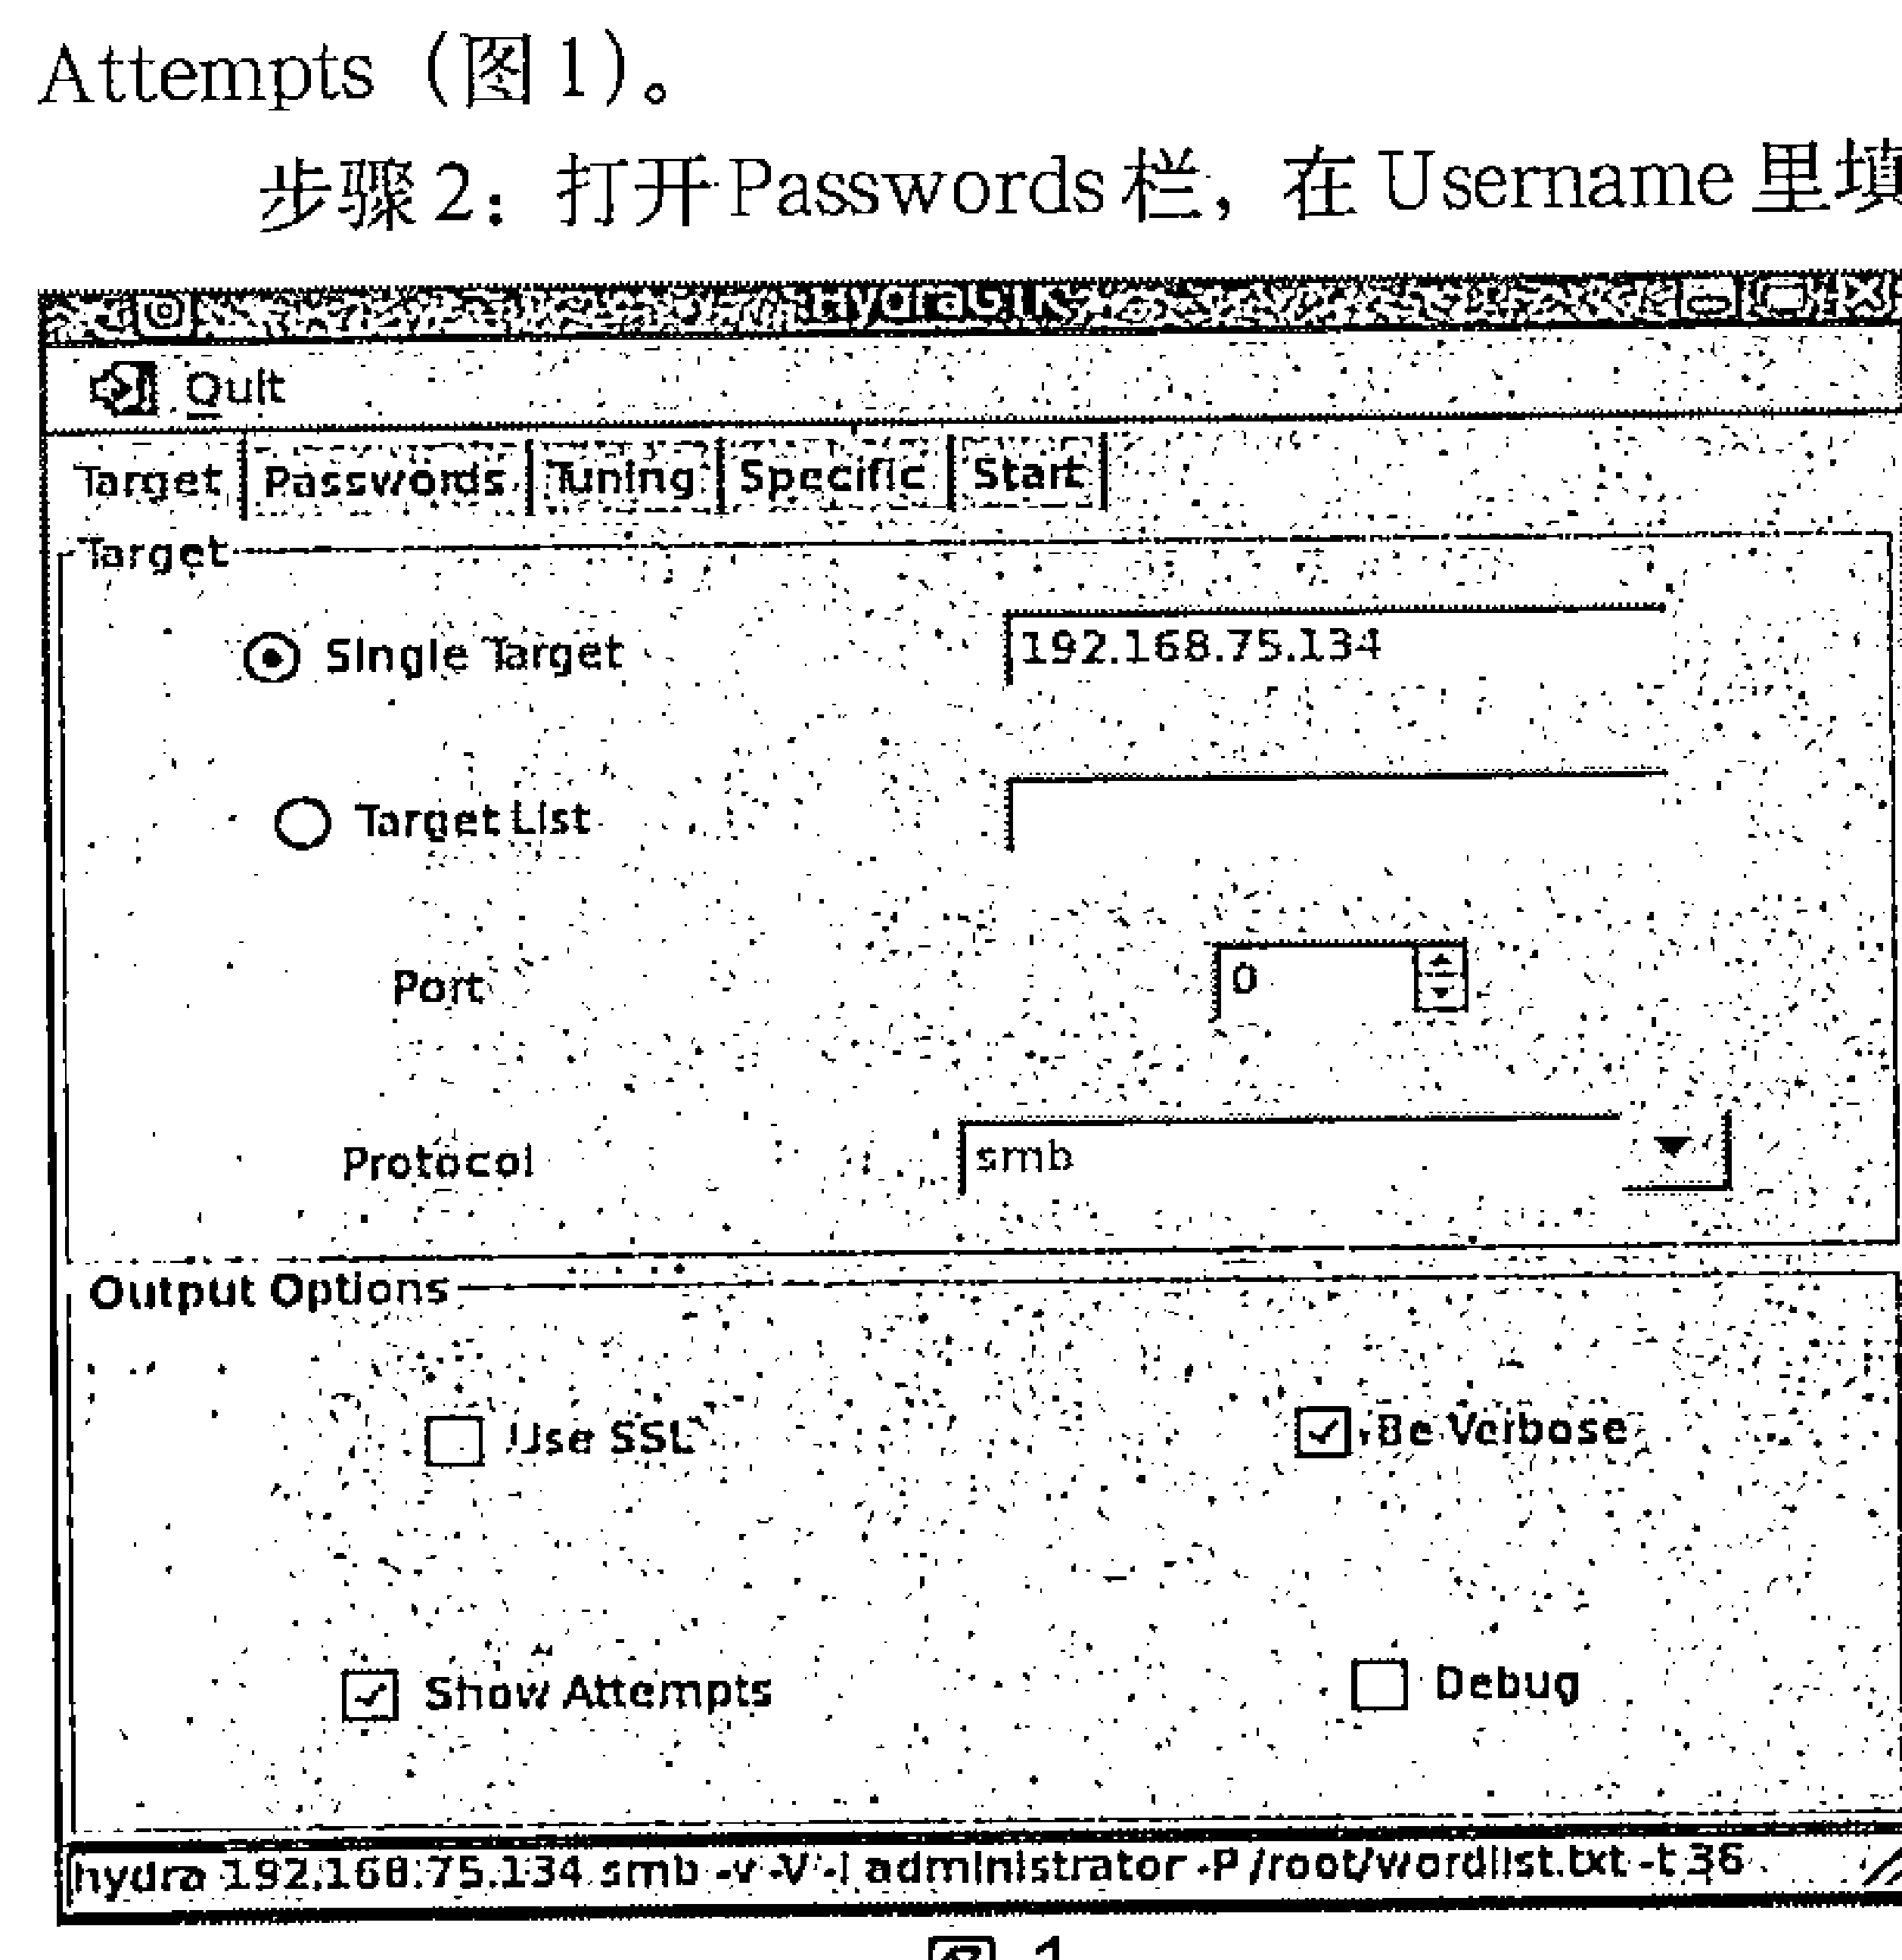 Attempts（图1）。
步骤2：打开Passwords栏，在Username里填
HydraGTK
Quit
Target Passwords Tuning Specific Start
Target
Single Target 192.168.75.134
Target List
Port 0
Protocol smb
Output Options
Use SSL Be Verbose
Show Attempts Debug
hydra 192.168.75.134 smb -v -V -l administrator -P /root/wordlist.txt -t 36
图 1